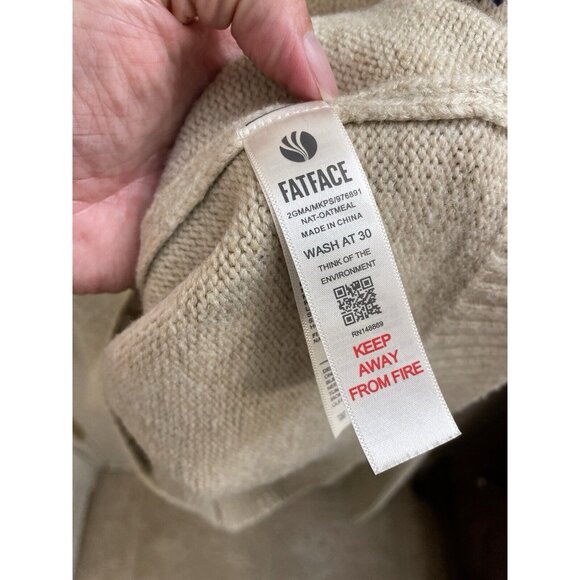 FATFACE
2GMA/MKPS/976891
NAT-OATMEAL
MADE IN CHINA
WASH AT 30
THINK OF THE
ENVIRONMENT
RN148669
KEEP
AWAY
FROM FIRE